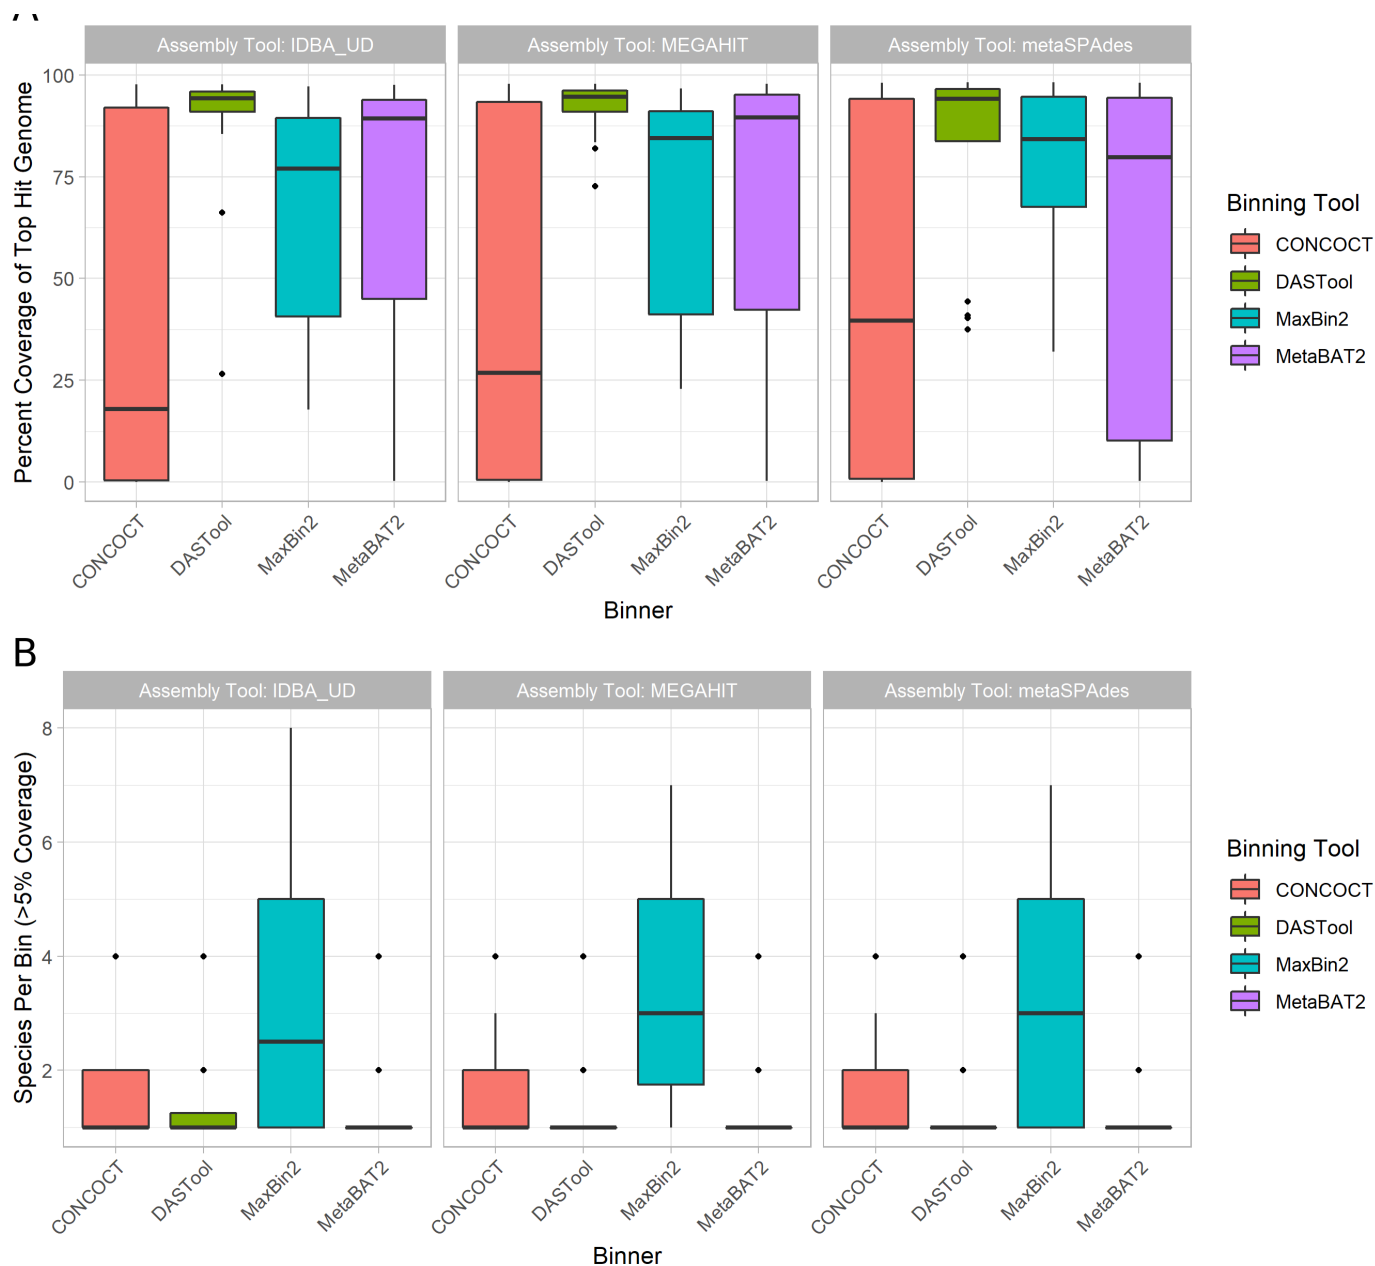 A
Assembly Tool: IDBA_UD
Assembly Tool: MEGAHIT
Assembly Tool: metaSPAdes
Percent Coverage of Top Hit Genome
100
75
50
25
0
CONCOCT
DASTool
MaxBin2
MetaBAT2
CONCOCT
DASTool
MaxBin2
MetaBAT2
CONCOCT
DASTool
MaxBin2
MetaBAT2
Binner
Binning Tool
CONCOCT
DASTool
MaxBin2
MetaBAT2
B
Assembly Tool: IDBA_UD
Assembly Tool: MEGAHIT
Assembly Tool: metaSPAdes
Species Per Bin (>5% Coverage)
8
6
4
2
CONCOCT
DASTool
MaxBin2
MetaBAT2
CONCOCT
DASTool
MaxBin2
MetaBAT2
CONCOCT
DASTool
MaxBin2
MetaBAT2
Binner
Binning Tool
CONCOCT
DASTool
MaxBin2
MetaBAT2